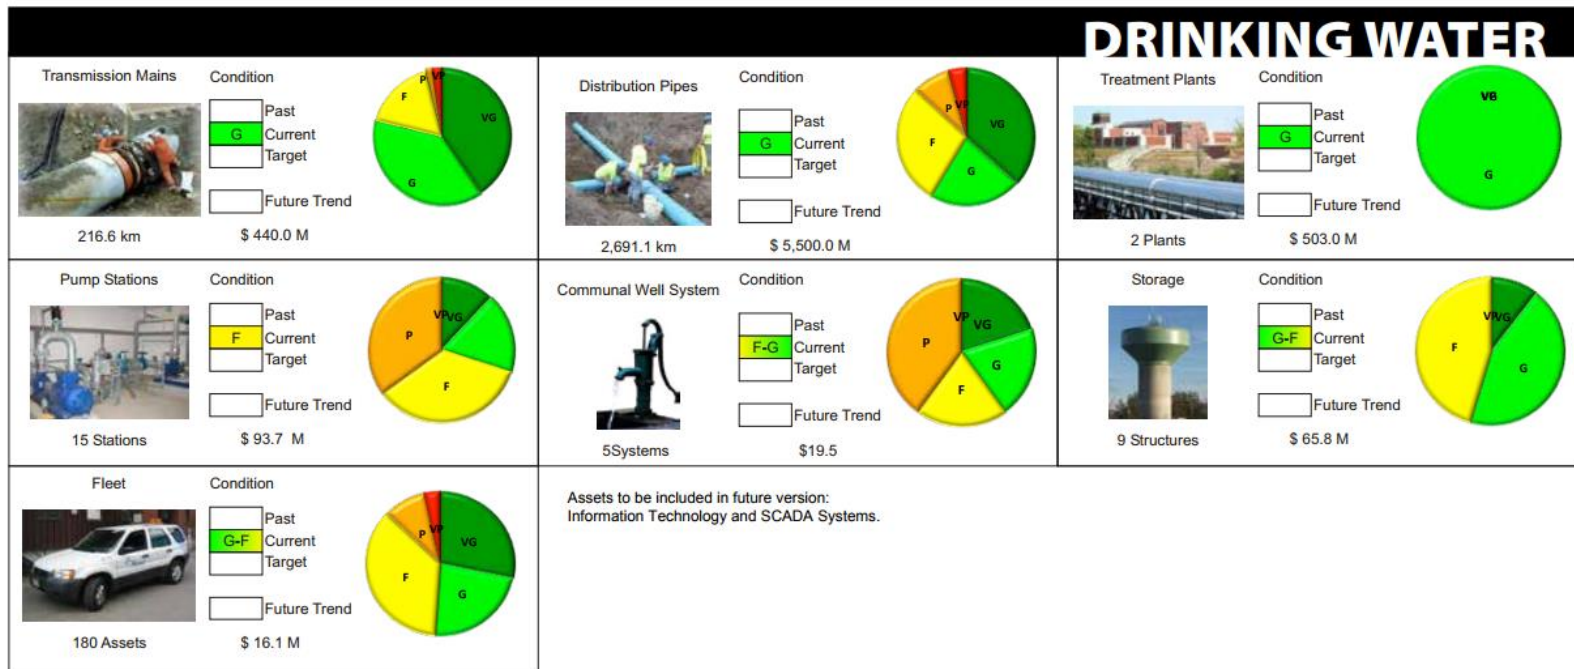 DRINKING WATER
Transmission Mains
Condition
Past
G Current
Target
Future Trend
216.6 km
$ 440.0 M
VG
G
F
P
VP
Distribution Pipes
Condition
Past
G Current
Target
Future Trend
2,691.1 km
$ 5,500.0 M
VG
G
F
P
VP
Treatment Plants
Condition
Past
G Current
Target
Future Trend
2 Plants
$ 503.0 M
G
Pump Stations
Condition
Past
F Current
Target
Future Trend
15 Stations
$ 93.7 M
VP
VG
F
P
Communal Well System
Condition
Past
F-G Current
Target
Future Trend
5Systems
$19.5
VP
VG
G
F
P
Storage
Condition
Past
G-F Current
Target
Future Trend
9 Structures
$ 65.8 M
VP
VG
G
F
Fleet
Condition
Past
G-F Current
Target
Future Trend
180 Assets
$ 16.1 M
VG
G
F
P
VP
Assets to be included in future version:
Information Technology and SCADA Systems.